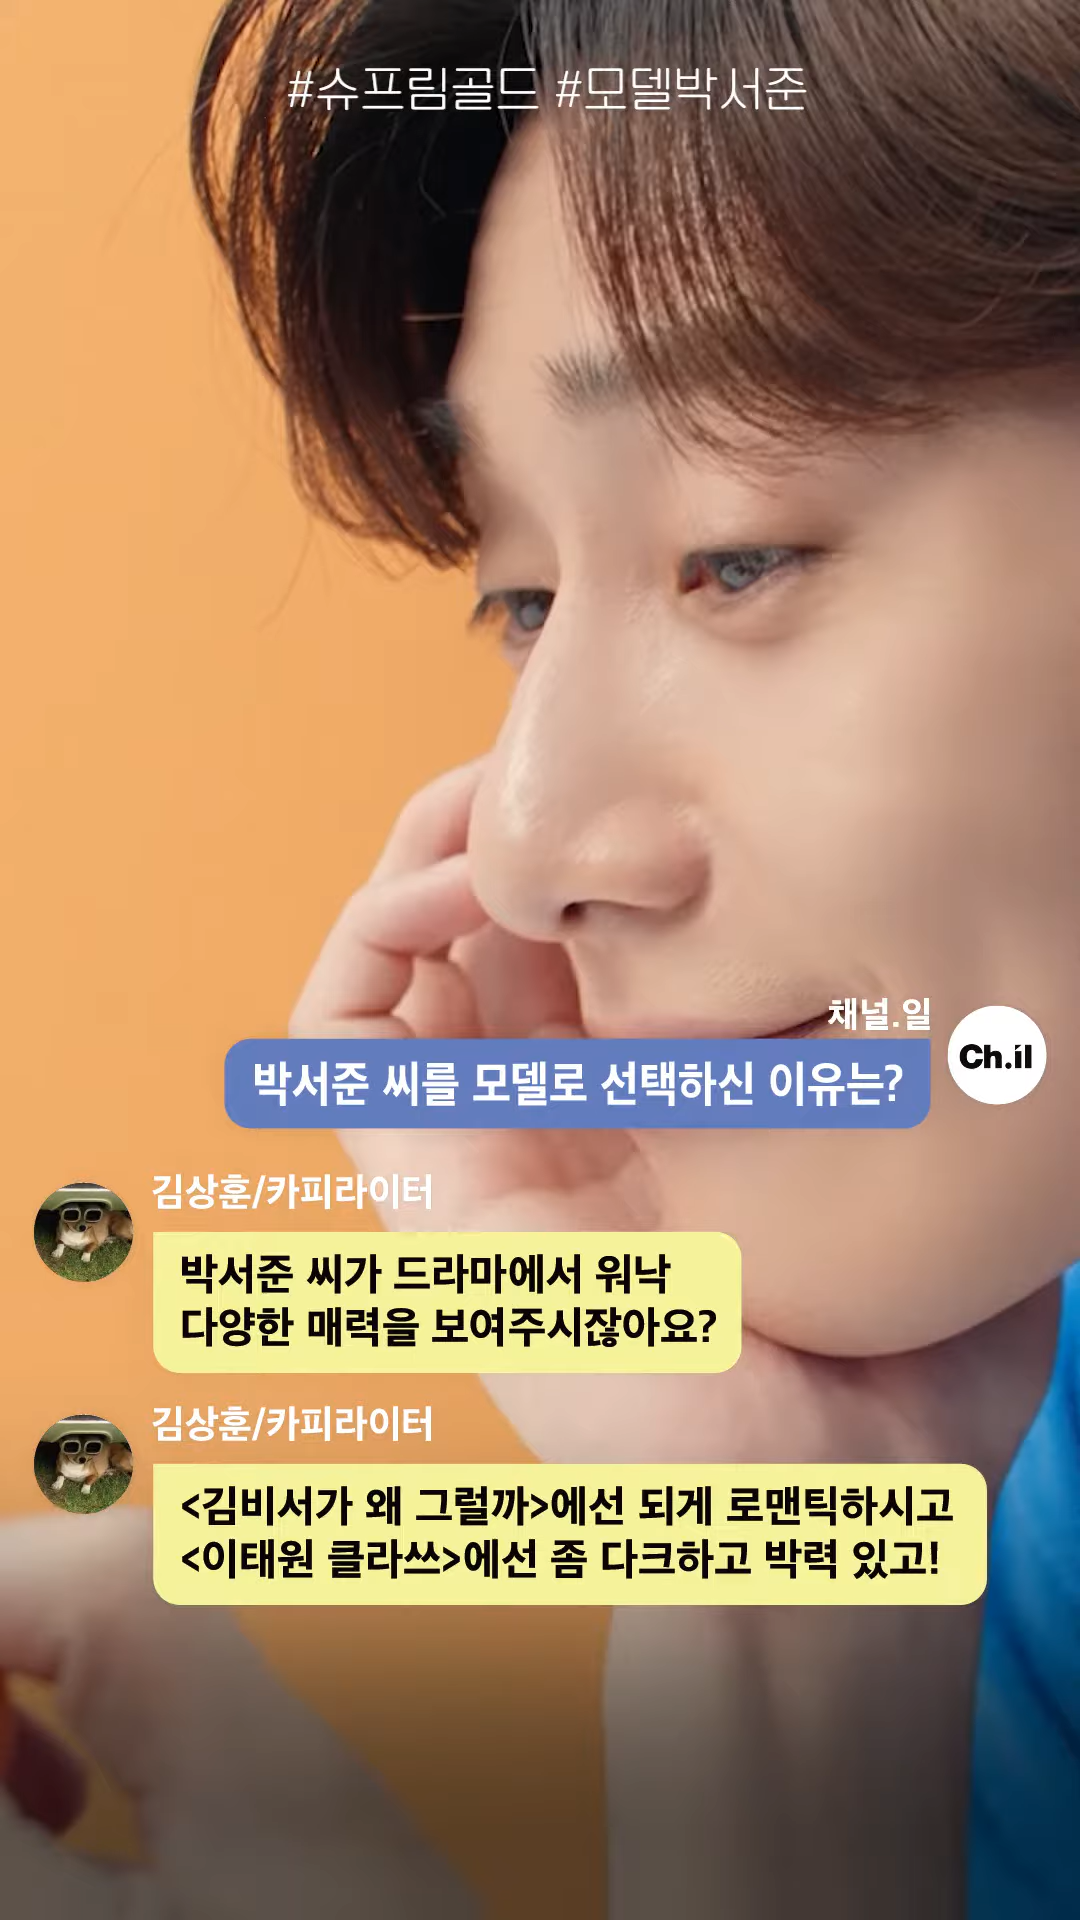 #슈프림골드 #모델박서준
채널.일
Ch.il
박서준 씨를 모델로 선택하신 이유는?
김상훈/카피라이터
박서준 씨가 드라마에서 워낙
다양한 매력을 보여주시잖아요?
김상훈/카피라이터
<김비서가 왜 그럴까>에선 되게 로맨틱하시고
<이태원 클라쓰>에선 좀 다크하고 박력 있고!